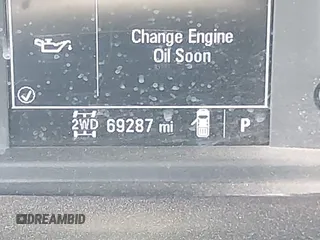 Change Engine
Oil Soon
2WD 69287 mi P
DREAMBID